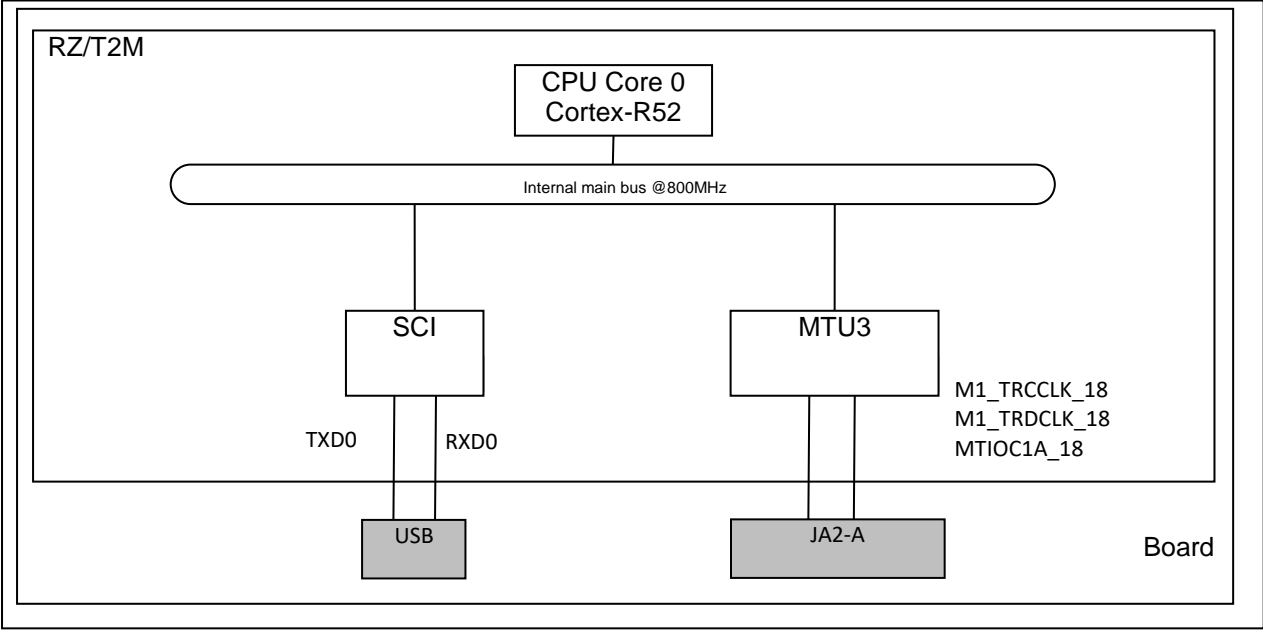 RZ/T2M
CPU Core 0
Cortex-R52
Internal main bus @800MHz
SCI
MTU3
M1_TRCCLK_18
M1_TRDCLK_18
MTIOC1A_18
TXD0
RXD0
USB
JA2-A
Board